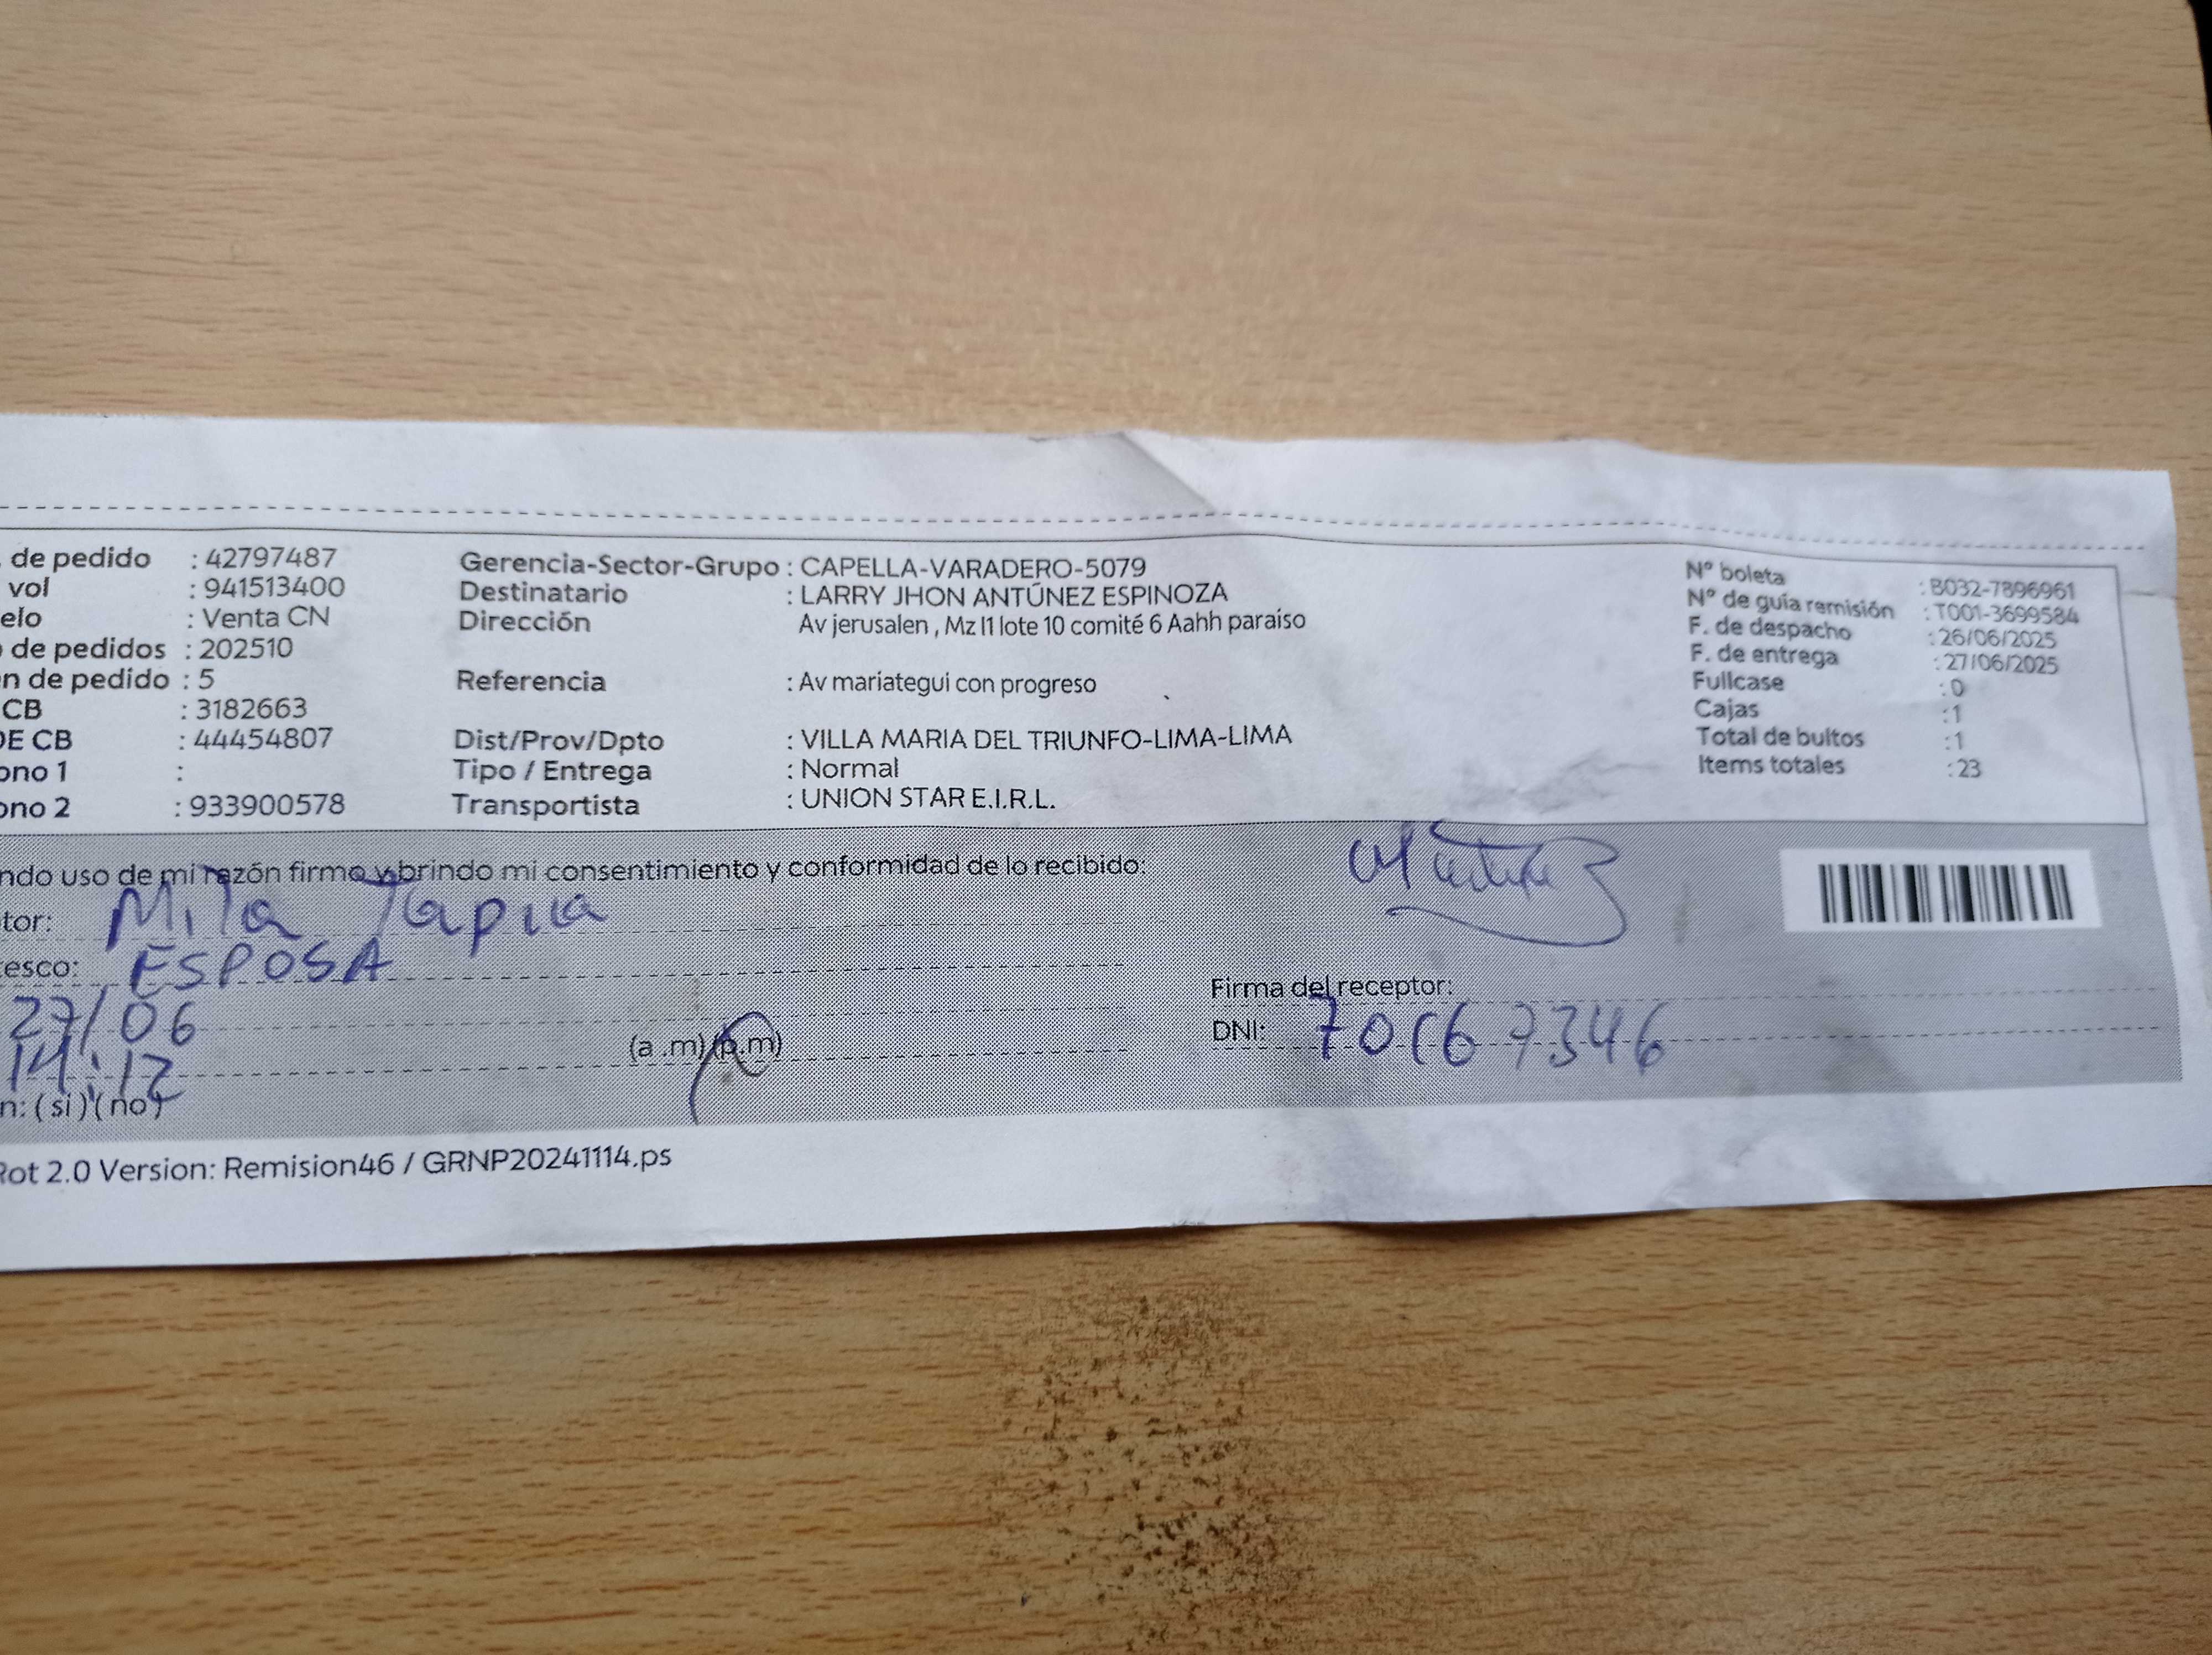 de pedido : 42797487
vol : 941513400
elo : Venta CN
de pedidos : 202510
n de pedido : 5
CB : 3182663
DE CB : 44454807
ono 1 :
ono 2 : 933900578
Gerencia-Sector-Grupo : CAPELLA-VARADERO-5079
Destinatario : LARRY JHON ANTÚNEZ ESPINOZA
Dirección Av jerusalen , Mz I1 lote 10 comité 6 Aahh paraiso
Referencia : Av mariategui con progreso
Dist/Prov/Dpto : VILLA MARIA DEL TRIUNFO-LIMA-LIMA
Tipo / Entrega : Normal
Transportista : UNION STAR E.I.R.L.
Nº boleta : B032-7896961
Nº de guia remisión : T001-3699584
F. de despacho : 26/06/2025
F. de entrega : 27/06/2025
Fullcase : 0
Cajas : 1
Total de bultos : 1
Items totales : 23
ndo uso de mi razón firmo y brindo mi consentimiento y conformidad de lo recibido:
tor: Mila Tapia
esco: ESPOSA
27/06
14:12 (a .m) (p.m)
n: (si) (no)
Firma del receptor:
DNI: 70167346
Rot 2.0 Version: Remision46 / GRNP20241114.ps